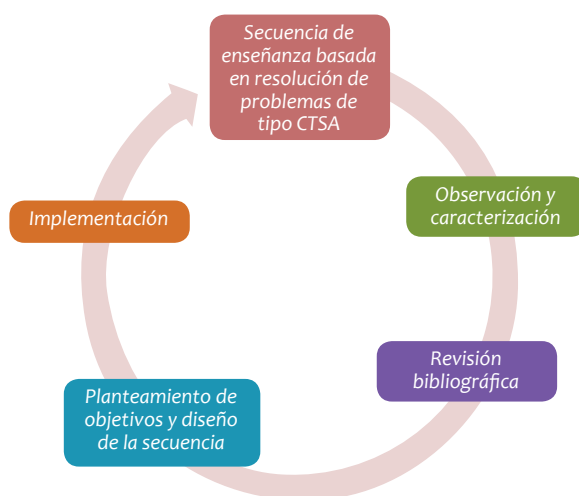 Secuencia de
enseñanza basada
en resolución de
problemas de
tipo CTSA
Observación y
caracterización
Revisión
bibliográfica
Planteamiento de
objetivos y diseño
de la secuencia
Implementación